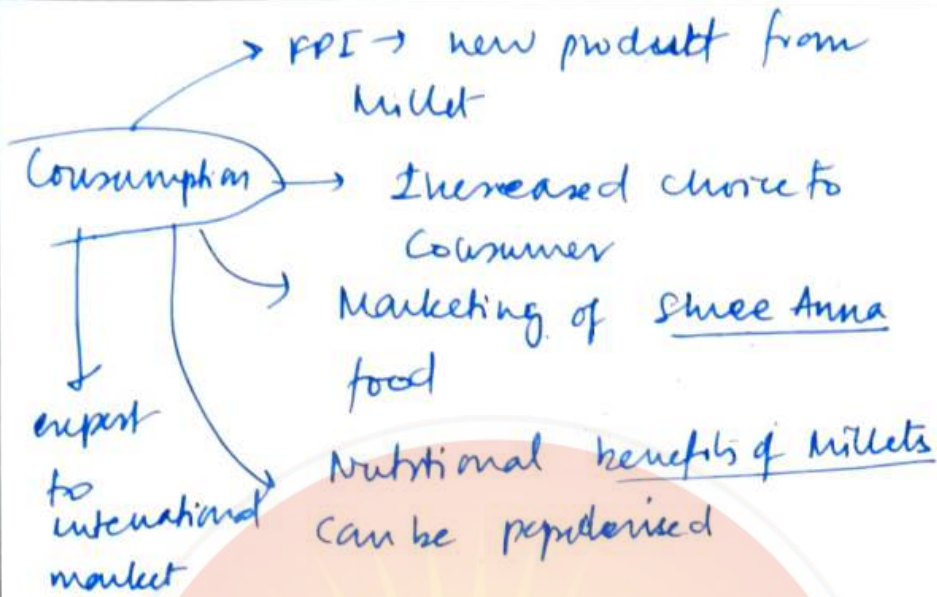 FPI → new product from
Millet
Consumption
→ Increased choice to
Consumer
Marketing of Shree Anna
food
export
to
international
market
Nutritional benefits of Millets
can be popularised